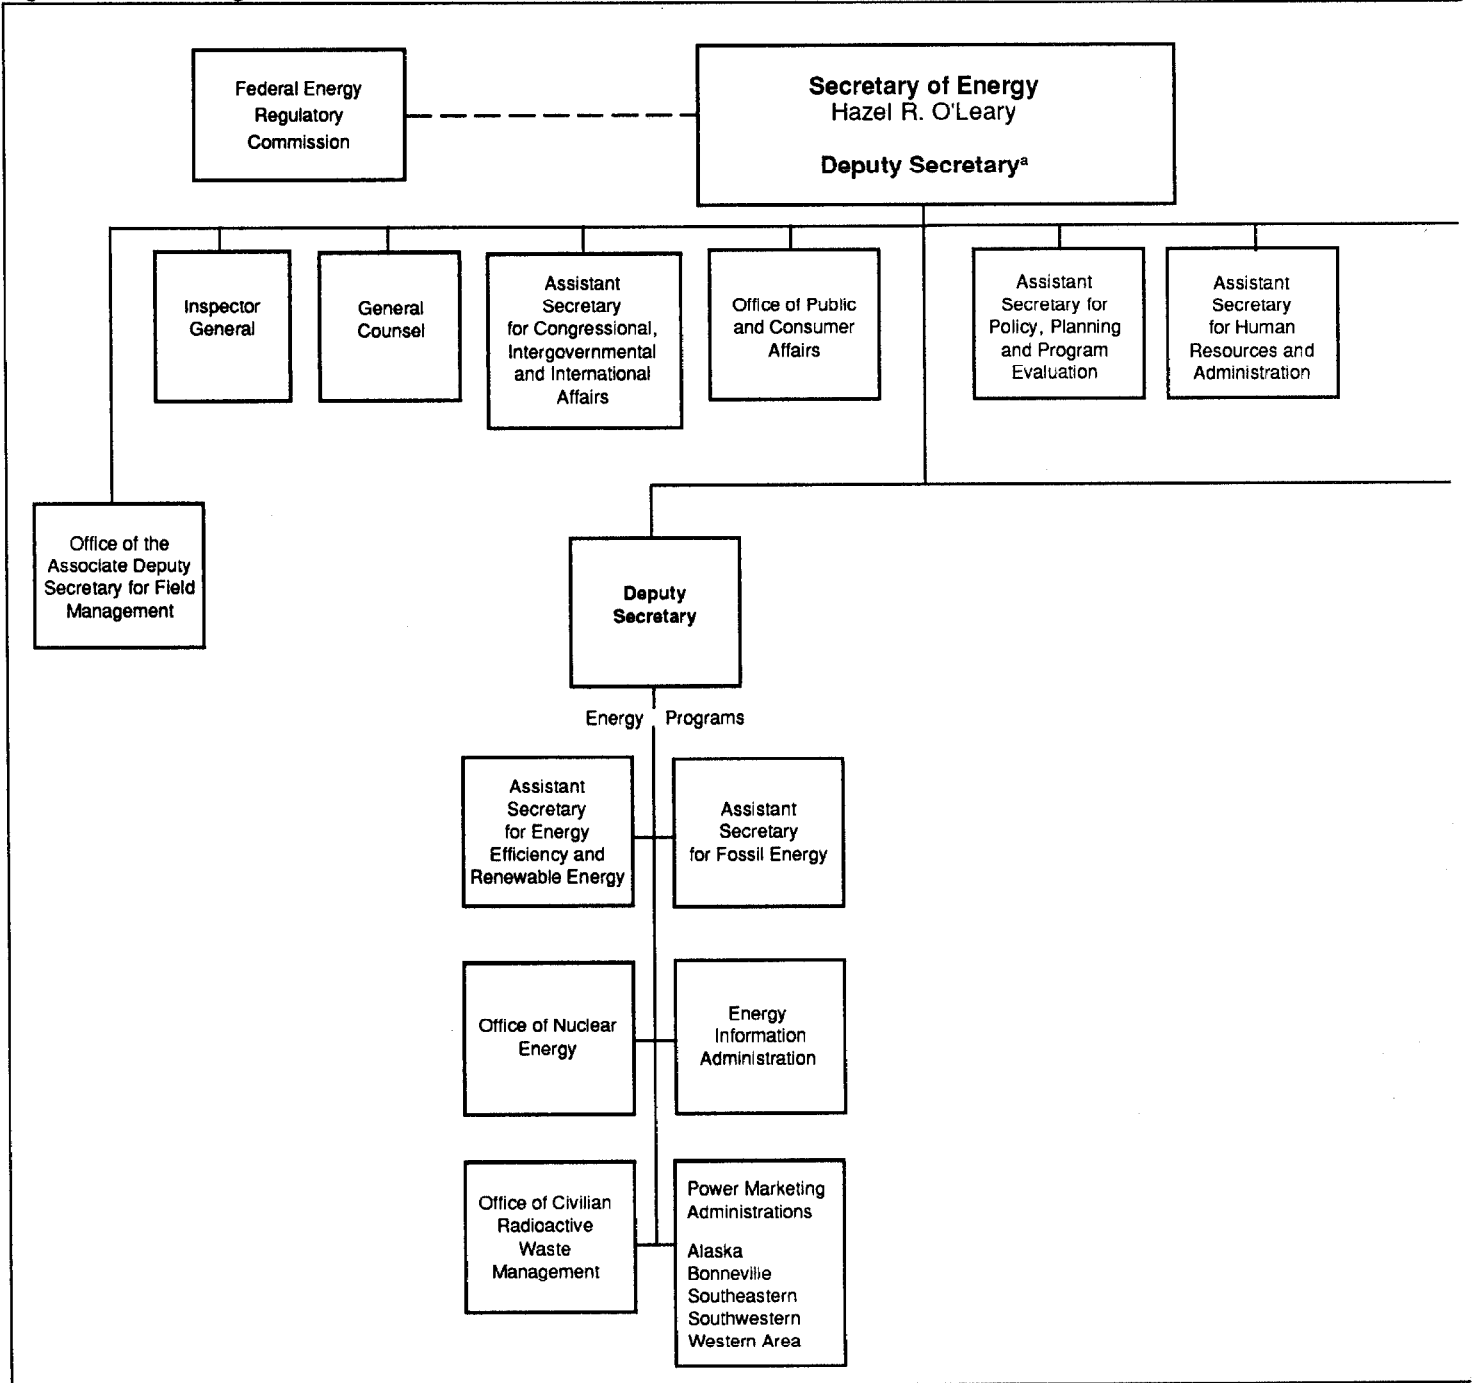 Federal Energy
Regulatory
Commission
Secretary of Energy
Hazel R. O'Leary
Deputy Secretaryᵃ
Inspector
General
General
Counsel
Assistant
Secretary
for Congressional,
Intergovernmental
and International
Affairs
Office of Public
and Consumer
Affairs
Assistant
Secretary for
Policy, Planning
and Program
Evaluation
Assistant
Secretary
for Human
Resources and
Administration
Office of the
Associate Deputy
Secretary for Field
Management
Deputy
Secretary
Energy Programs
Assistant
Secretary
for Energy
Efficiency and
Renewable Energy
Assistant
Secretary
for Fossil Energy
Office of Nuclear
Energy
Energy
Information
Administration
Office of Civilian
Radioactive
Waste
Management
Power Marketing
Administrations
Alaska
Bonneville
Southeastern
Southwestern
Western Area